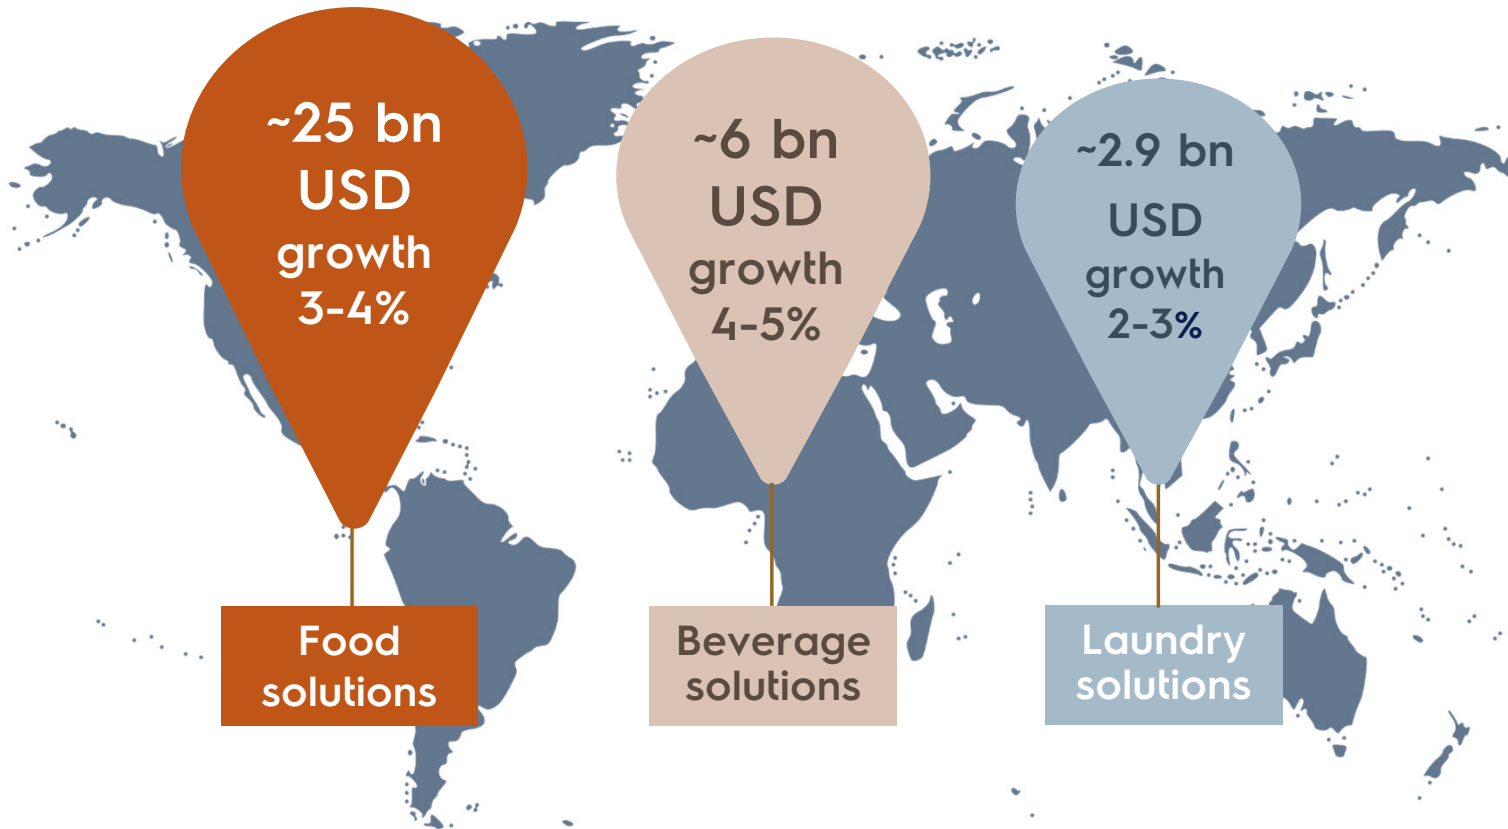 ~25 bn
USD
growth
3-4%
~6 bn
USD
growth
4-5%
~2.9 bn
USD
growth
2-3%
Food
solutions
Beverage
solutions
Laundry
solutions